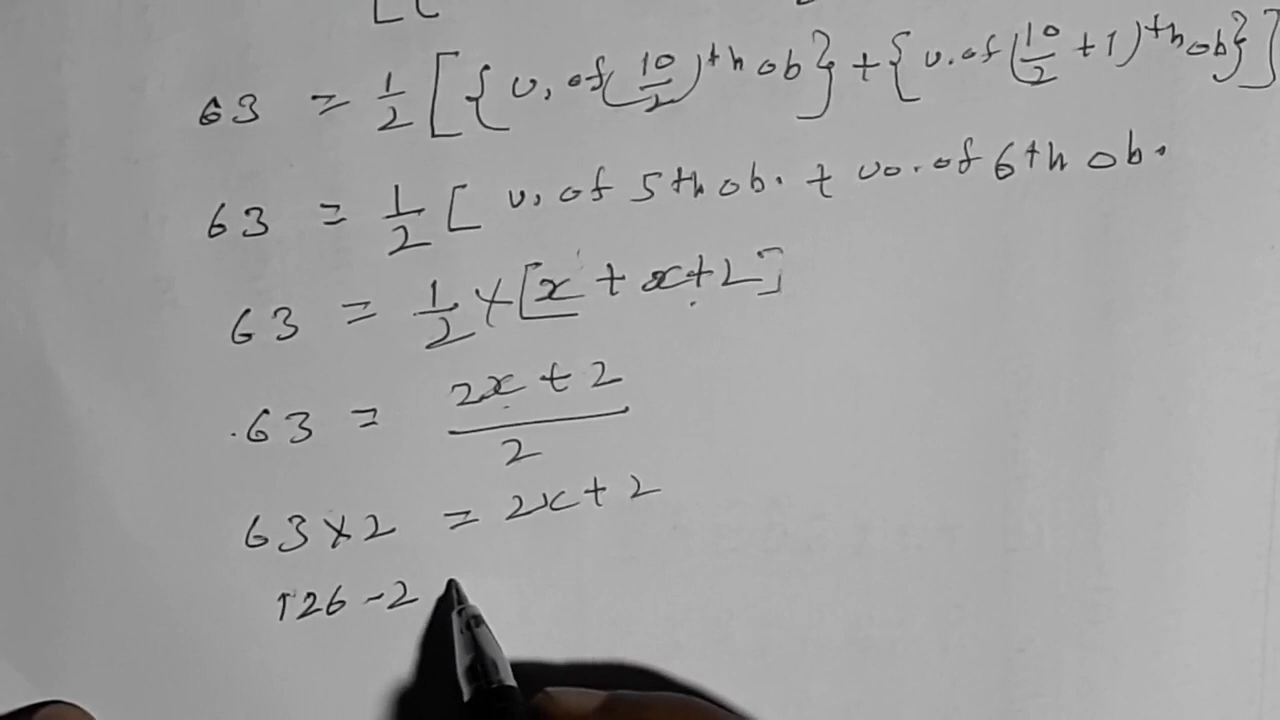 63 = 1/2 [{v. of (10/2)th ob} + {v. of (10/2 + 1)th ob}]
63 = 1/2 [ v. of 5th ob. + vo. of 6th ob.
63 = 1/2 × [x + x + 2]
63 = (2x + 2)/2
63 × 2 = 2x + 2
126 - 2